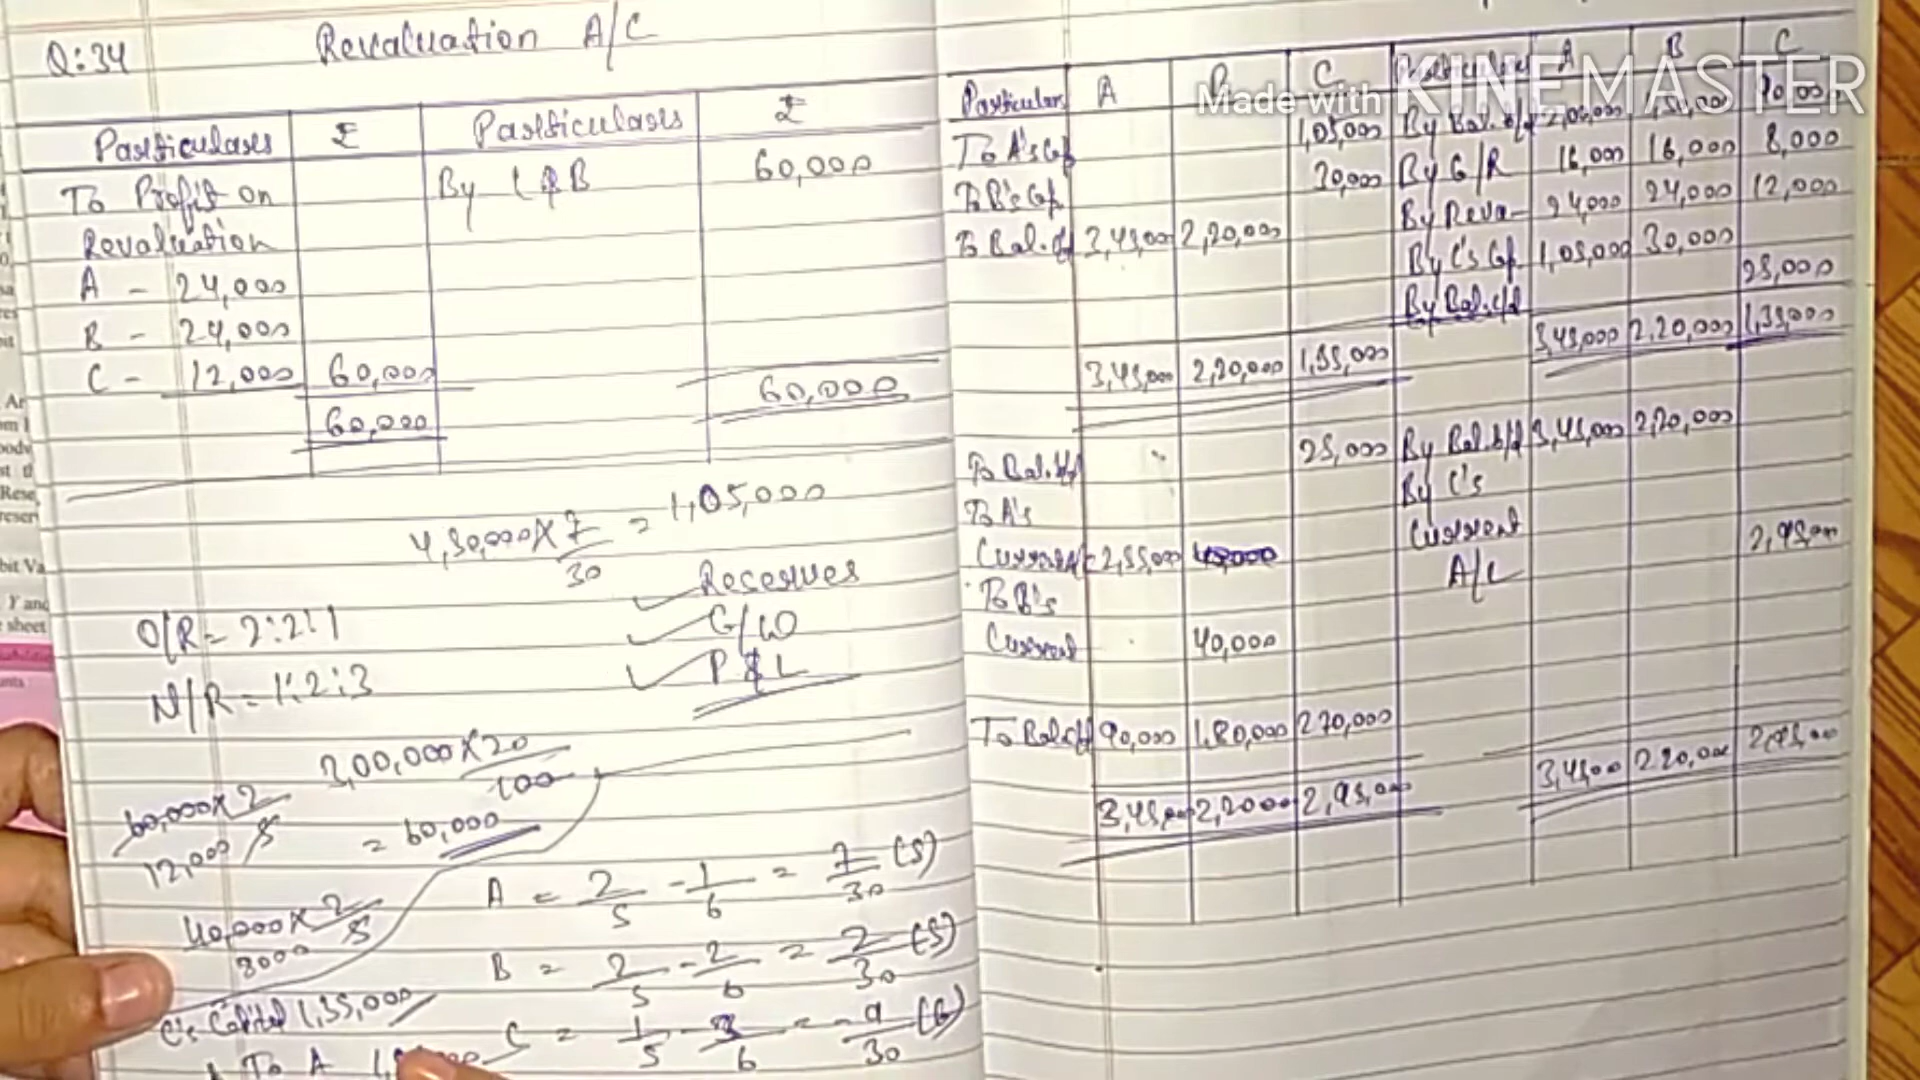 Q:34 Revaluation A/C
Particulars ₹ Particulars ₹
To Profit on By L & B 60,000
Revaluation
A - 24,000
B - 24,000
C - 12,000 60,000
60,000 60,000
4,50,000 x 7/30 = 1,05,000
O/R = 2:2:1
N/R = 1:2:3
Reserves
G/W
P & L
3,00,000 x 20/100
= 60,000
60,000 x 2/5
12,000
40,000 x 2/5
8000
A = 2/5 - 1/6 = 7/30 (S)
B = 2/5 - 2/6 = 2/30 (S)
C = 1/5 - 3/6 = -9/30 (G)
C's Capital 1,35,000
To A
Particulars A C A B C
Made with KINEMASTER
To A's Cap 1,05,000 By Bal. b/d
To B's Cap 30,000 By G/R 16,000 16,000 8,000
By Reva- 24,000 24,000 12,000
To Bal. c/d 3,45,000 2,20,000 By C's Cap 1,05,000 30,000
By Bal. c/d 25,000
3,45,000 2,20,000 1,35,000 3,45,000 2,20,000 1,35,000
To Bal. b/d 25,000 By Bal. b/d 3,45,000 2,20,000
To A's By C's
Current 2,55,000 Current 2,95,000
To B's A/C
Current 40,000
To Bal c/d 90,000 1,80,000 270,000
3,45,000 2,20,000 2,95,000 3,45,000 2,20,000 2,95,000